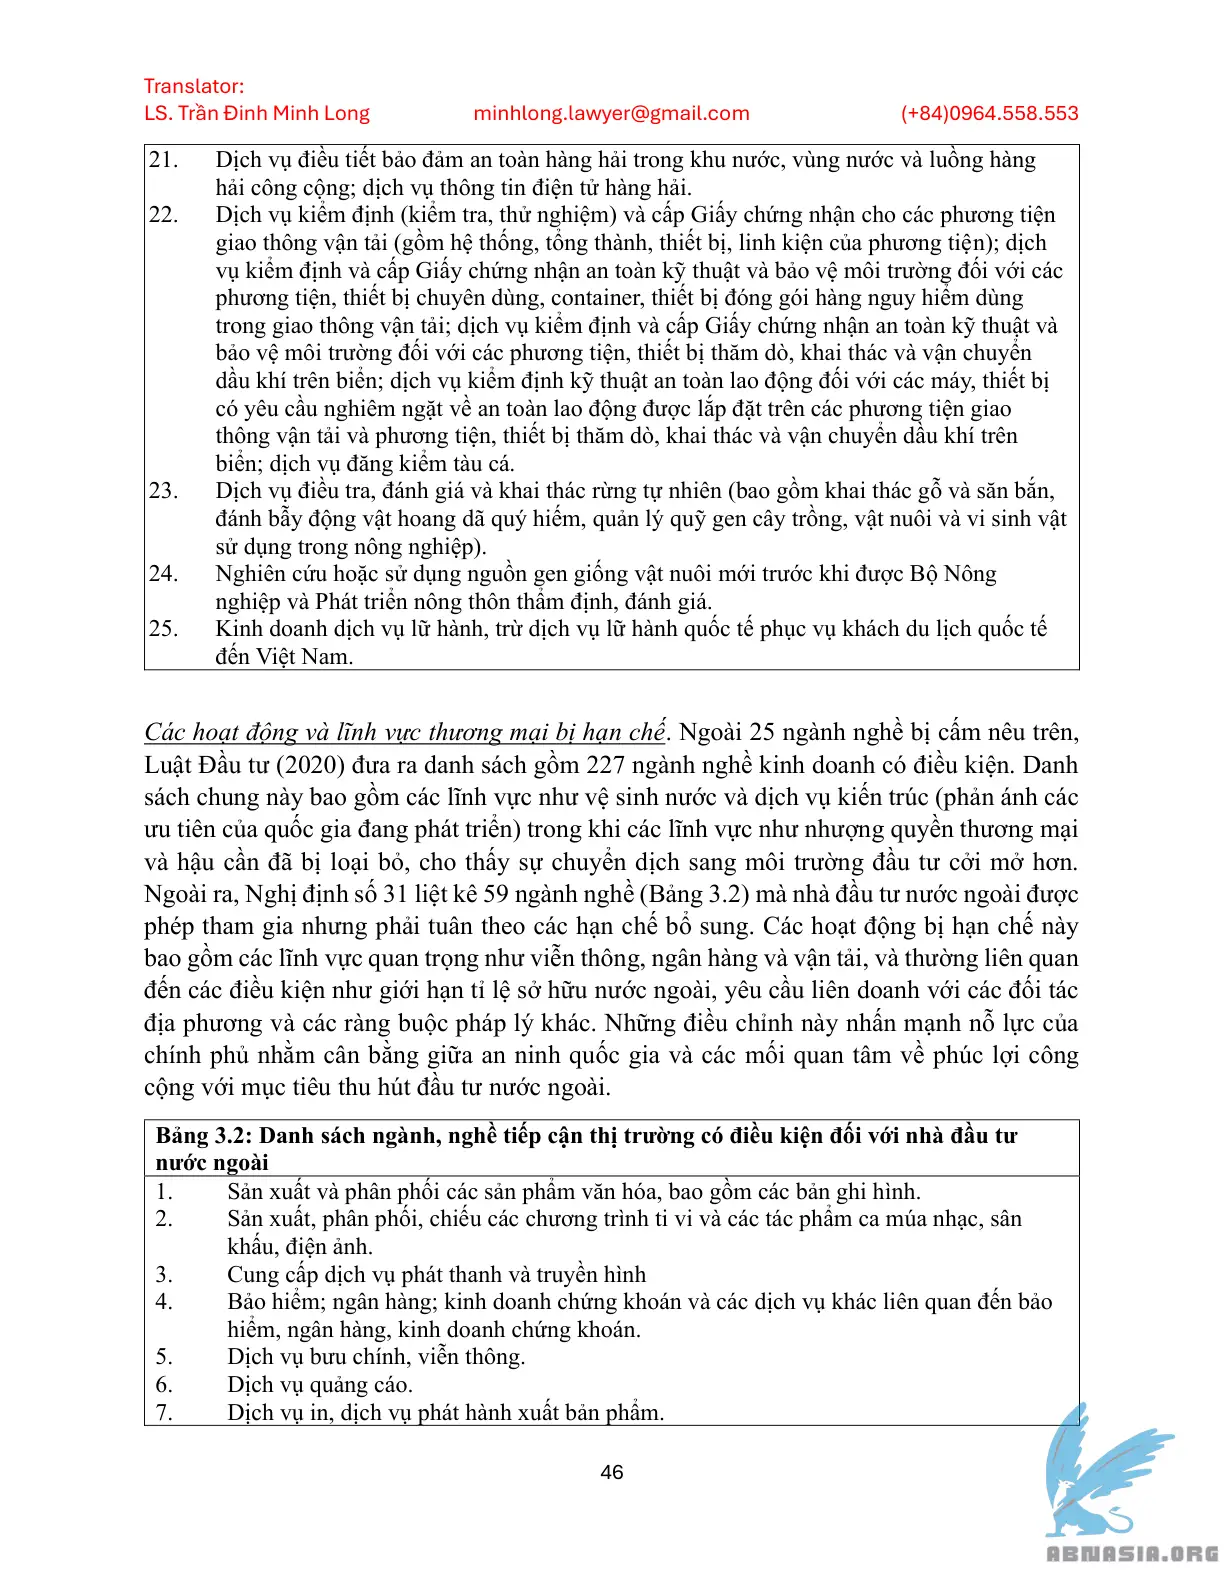 Translator:
LS. Trần Đinh Minh Long minhlong.lawyer@gmail.com (+84)0964.558.553
21. Dịch vụ điều tiết bảo đảm an toàn hàng hải trong khu nước, vùng nước và luồng hàng
hải công cộng; dịch vụ thông tin điện tử hàng hải.
22. Dịch vụ kiểm định (kiểm tra, thử nghiệm) và cấp Giấy chứng nhận cho các phương tiện
giao thông vận tải (gồm hệ thống, tổng thành, thiết bị, linh kiện của phương tiện); dịch
vụ kiểm định và cấp Giấy chứng nhận an toàn kỹ thuật và bảo vệ môi trường đối với các
phương tiện, thiết bị chuyên dùng, container, thiết bị đóng gói hàng nguy hiểm dùng
trong giao thông vận tải; dịch vụ kiểm định và cấp Giấy chứng nhận an toàn kỹ thuật và
bảo vệ môi trường đối với các phương tiện, thiết bị thăm dò, khai thác và vận chuyển
dầu khí trên biển; dịch vụ kiểm định kỹ thuật an toàn lao động đối với các máy, thiết bị
có yêu cầu nghiêm ngặt về an toàn lao động được lắp đặt trên các phương tiện giao
thông vận tải và phương tiện, thiết bị thăm dò, khai thác và vận chuyển dầu khí trên
biển; dịch vụ đăng kiểm tàu cá.
23. Dịch vụ điều tra, đánh giá và khai thác rừng tự nhiên (bao gồm khai thác gỗ và săn bắn,
đánh bẫy động vật hoang dã quý hiếm, quản lý quỹ gen cây trồng, vật nuôi và vi sinh vật
sử dụng trong nông nghiệp).
24. Nghiên cứu hoặc sử dụng nguồn gen giống vật nuôi mới trước khi được Bộ Nông
nghiệp và Phát triển nông thôn thẩm định, đánh giá.
25. Kinh doanh dịch vụ lữ hành, trừ dịch vụ lữ hành quốc tế phục vụ khách du lịch quốc tế
đến Việt Nam.
Các hoạt động và lĩnh vực thương mại bị hạn chế. Ngoài 25 ngành nghề bị cấm nêu trên,
Luật Đầu tư (2020) đưa ra danh sách gồm 227 ngành nghề kinh doanh có điều kiện. Danh
sách chung này bao gồm các lĩnh vực như vệ sinh nước và dịch vụ kiến trúc (phản ánh các
ưu tiên của quốc gia đang phát triển) trong khi các lĩnh vực như nhượng quyền thương mại
và hậu cần đã bị loại bỏ, cho thấy sự chuyển dịch sang môi trường đầu tư cởi mở hơn.
Ngoài ra, Nghị định số 31 liệt kê 59 ngành nghề (Bảng 3.2) mà nhà đầu tư nước ngoài được
phép tham gia nhưng phải tuân theo các hạn chế bổ sung. Các hoạt động bị hạn chế này
bao gồm các lĩnh vực quan trọng như viễn thông, ngân hàng và vận tải, và thường liên quan
đến các điều kiện như giới hạn tỉ lệ sở hữu nước ngoài, yêu cầu liên doanh với các đối tác
địa phương và các ràng buộc pháp lý khác. Những điều chỉnh này nhấn mạnh nỗ lực của
chính phủ nhằm cân bằng giữa an ninh quốc gia và các mối quan tâm về phúc lợi công
cộng với mục tiêu thu hút đầu tư nước ngoài.
Bảng 3.2: Danh sách ngành, nghề tiếp cận thị trường có điều kiện đối với nhà đầu tư
nước ngoài
1. Sản xuất và phân phối các sản phẩm văn hóa, bao gồm các bản ghi hình.
2. Sản xuất, phân phối, chiếu các chương trình ti vi và các tác phẩm ca múa nhạc, sân
khấu, điện ảnh.
3. Cung cấp dịch vụ phát thanh và truyền hình
4. Bảo hiểm; ngân hàng; kinh doanh chứng khoán và các dịch vụ khác liên quan đến bảo
hiểm, ngân hàng, kinh doanh chứng khoán.
5. Dịch vụ bưu chính, viễn thông.
6. Dịch vụ quảng cáo.
7. Dịch vụ in, dịch vụ phát hành xuất bản phẩm.
46
ABNASIA.ORG